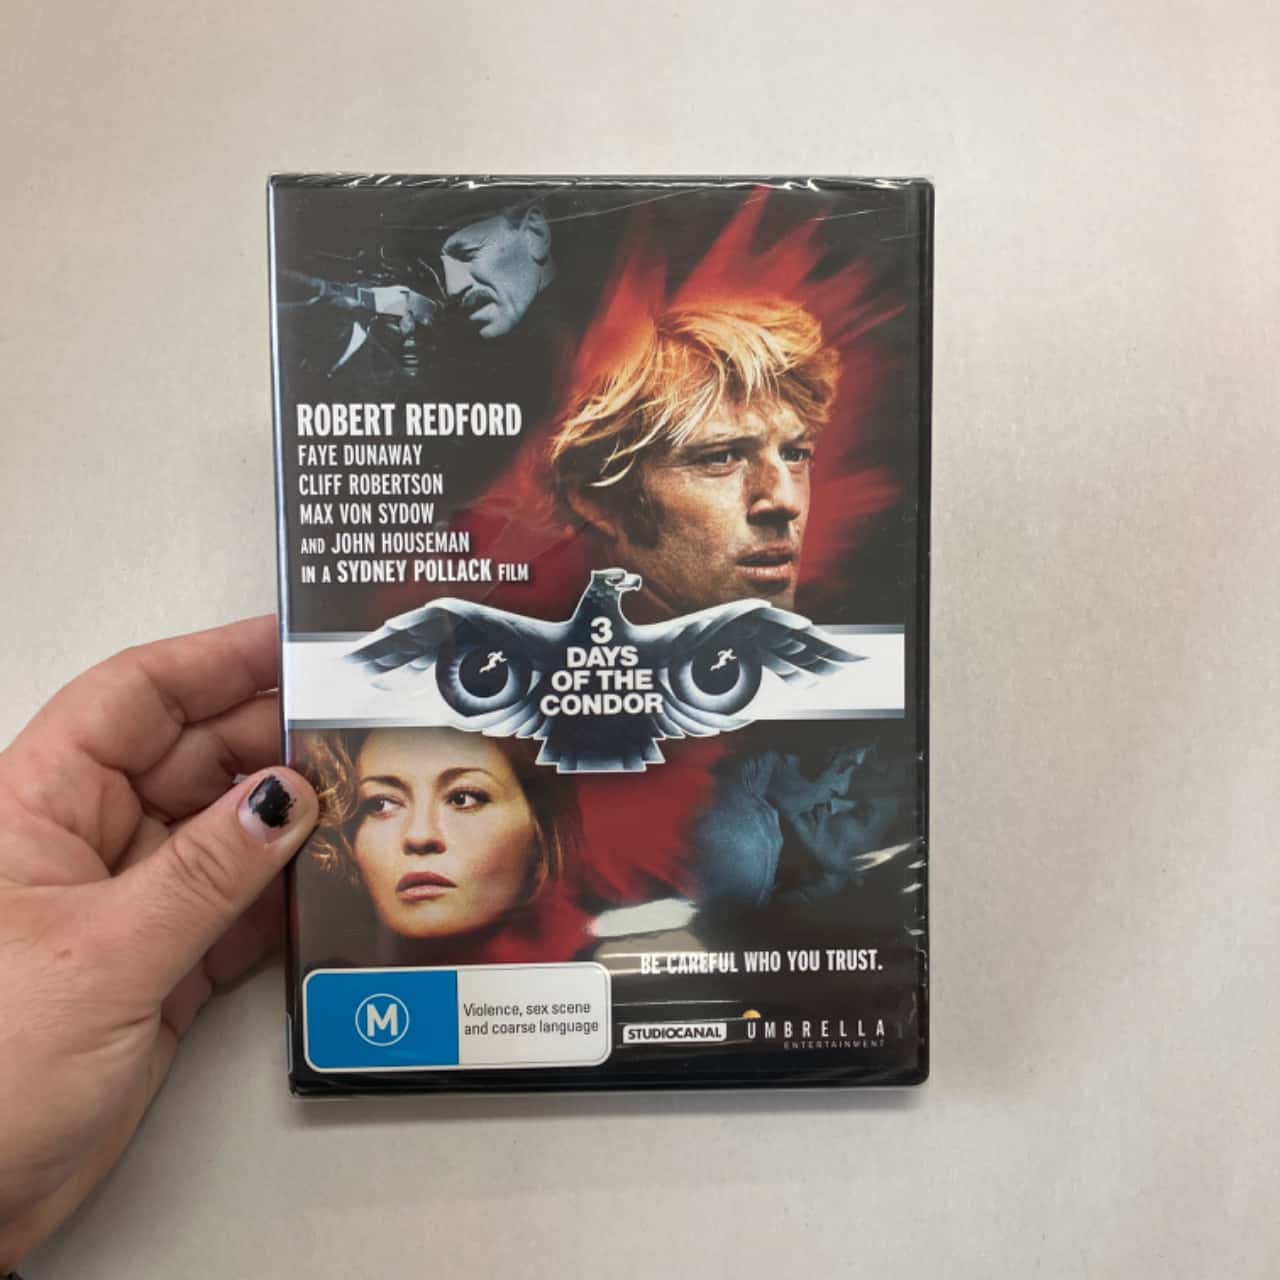 ROBERT REDFORD
FAYE DUNAWAY
CLIFF ROBERTSON
MAX VON SYDOW
AND JOHN HOUSEMAN
IN A SYDNEY POLLACK FILM
3
DAYS
OF THE
CONDOR
BE CAREFUL WHO YOU TRUST.
M
Violence, sex scene
and coarse language
STUDIOCANAL
UMBRELLA
ENTERTAINMENT